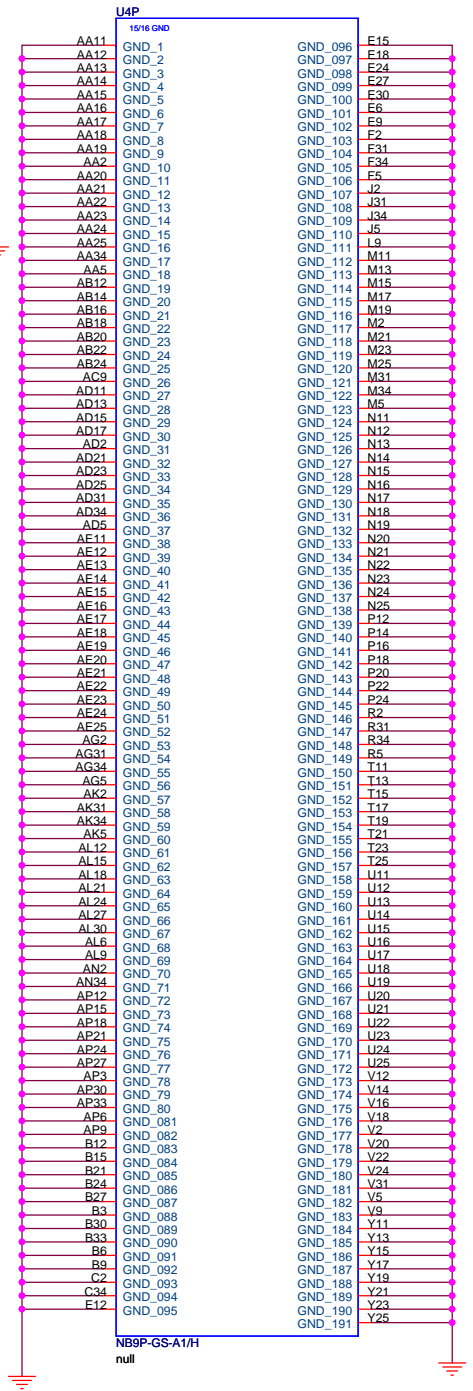 U4P
15/16 GND
AA11 GND_1 GND_096 E15
AA12 GND_2 GND_097 E18
AA13 GND_3 GND_098 E24
AA14 GND_4 GND_099 E27
AA15 GND_5 GND_100 E30
AA16 GND_6 GND_101 E6
AA17 GND_7 GND_102 E9
AA18 GND_8 GND_103 F2
AA19 GND_9 GND_104 F31
AA2 GND_10 GND_105 F34
AA20 GND_11 GND_106 F5
AA21 GND_12 GND_107 J2
AA22 GND_13 GND_108 J31
AA23 GND_14 GND_109 J34
AA24 GND_15 GND_110 J5
AA25 GND_16 GND_111 L9
AA34 GND_17 GND_112 M11
AA5 GND_18 GND_113 M13
AB12 GND_19 GND_114 M15
AB14 GND_20 GND_115 M17
AB16 GND_21 GND_116 M19
AB18 GND_22 GND_117 M2
AB20 GND_23 GND_118 M21
AB22 GND_24 GND_119 M23
AB24 GND_25 GND_120 M25
AC9 GND_26 GND_121 M31
AD11 GND_27 GND_122 M34
AD13 GND_28 GND_123 M5
AD15 GND_29 GND_124 N11
AD17 GND_30 GND_125 N12
AD2 GND_31 GND_126 N13
AD21 GND_32 GND_127 N14
AD23 GND_33 GND_128 N15
AD25 GND_34 GND_129 N16
AD31 GND_35 GND_130 N17
AD34 GND_36 GND_131 N18
AD5 GND_37 GND_132 N19
AE11 GND_38 GND_133 N20
AE12 GND_39 GND_134 N21
AE13 GND_40 GND_135 N22
AE14 GND_41 GND_136 N23
AE15 GND_42 GND_137 N24
AE16 GND_43 GND_138 N25
AE17 GND_44 GND_139 P12
AE18 GND_45 GND_140 P14
AE19 GND_46 GND_141 P16
AE20 GND_47 GND_142 P18
AE21 GND_48 GND_143 P20
AE22 GND_49 GND_144 P22
AE23 GND_50 GND_145 P24
AE24 GND_51 GND_146 R2
AE25 GND_52 GND_147 R31
AG2 GND_53 GND_148 R34
AG31 GND_54 GND_149 R5
AG34 GND_55 GND_150 T11
AG5 GND_56 GND_151 T13
AK2 GND_57 GND_152 T15
AK31 GND_58 GND_153 T17
AK34 GND_59 GND_154 T19
AK5 GND_60 GND_155 T21
AL12 GND_61 GND_156 T23
AL15 GND_62 GND_157 T25
AL18 GND_63 GND_158 U11
AL21 GND_64 GND_159 U12
AL24 GND_65 GND_160 U13
AL27 GND_66 GND_161 U14
AL30 GND_67 GND_162 U15
AL6 GND_68 GND_163 U16
AL9 GND_69 GND_164 U17
AN2 GND_70 GND_165 U18
AN34 GND_71 GND_166 U19
AP12 GND_72 GND_167 U20
AP15 GND_73 GND_168 U21
AP18 GND_74 GND_169 U22
AP21 GND_75 GND_170 U23
AP24 GND_76 GND_171 U24
AP27 GND_77 GND_172 U25
AP3 GND_78 GND_173 V12
AP30 GND_79 GND_174 V14
AP33 GND_80 GND_175 V16
AP6 GND_081 GND_176 V18
AP9 GND_082 GND_177 V2
B12 GND_083 GND_178 V20
B15 GND_084 GND_179 V22
B21 GND_085 GND_180 V24
B24 GND_086 GND_181 V31
B27 GND_087 GND_182 V5
B3 GND_088 GND_183 V9
B30 GND_089 GND_184 Y11
B33 GND_090 GND_185 Y13
B6 GND_091 GND_186 Y15
B9 GND_092 GND_187 Y17
C2 GND_093 GND_188 Y19
C34 GND_094 GND_189 Y21
E12 GND_095 GND_190 Y23
GND_191 Y25
NB9P-GS-A1/H
null